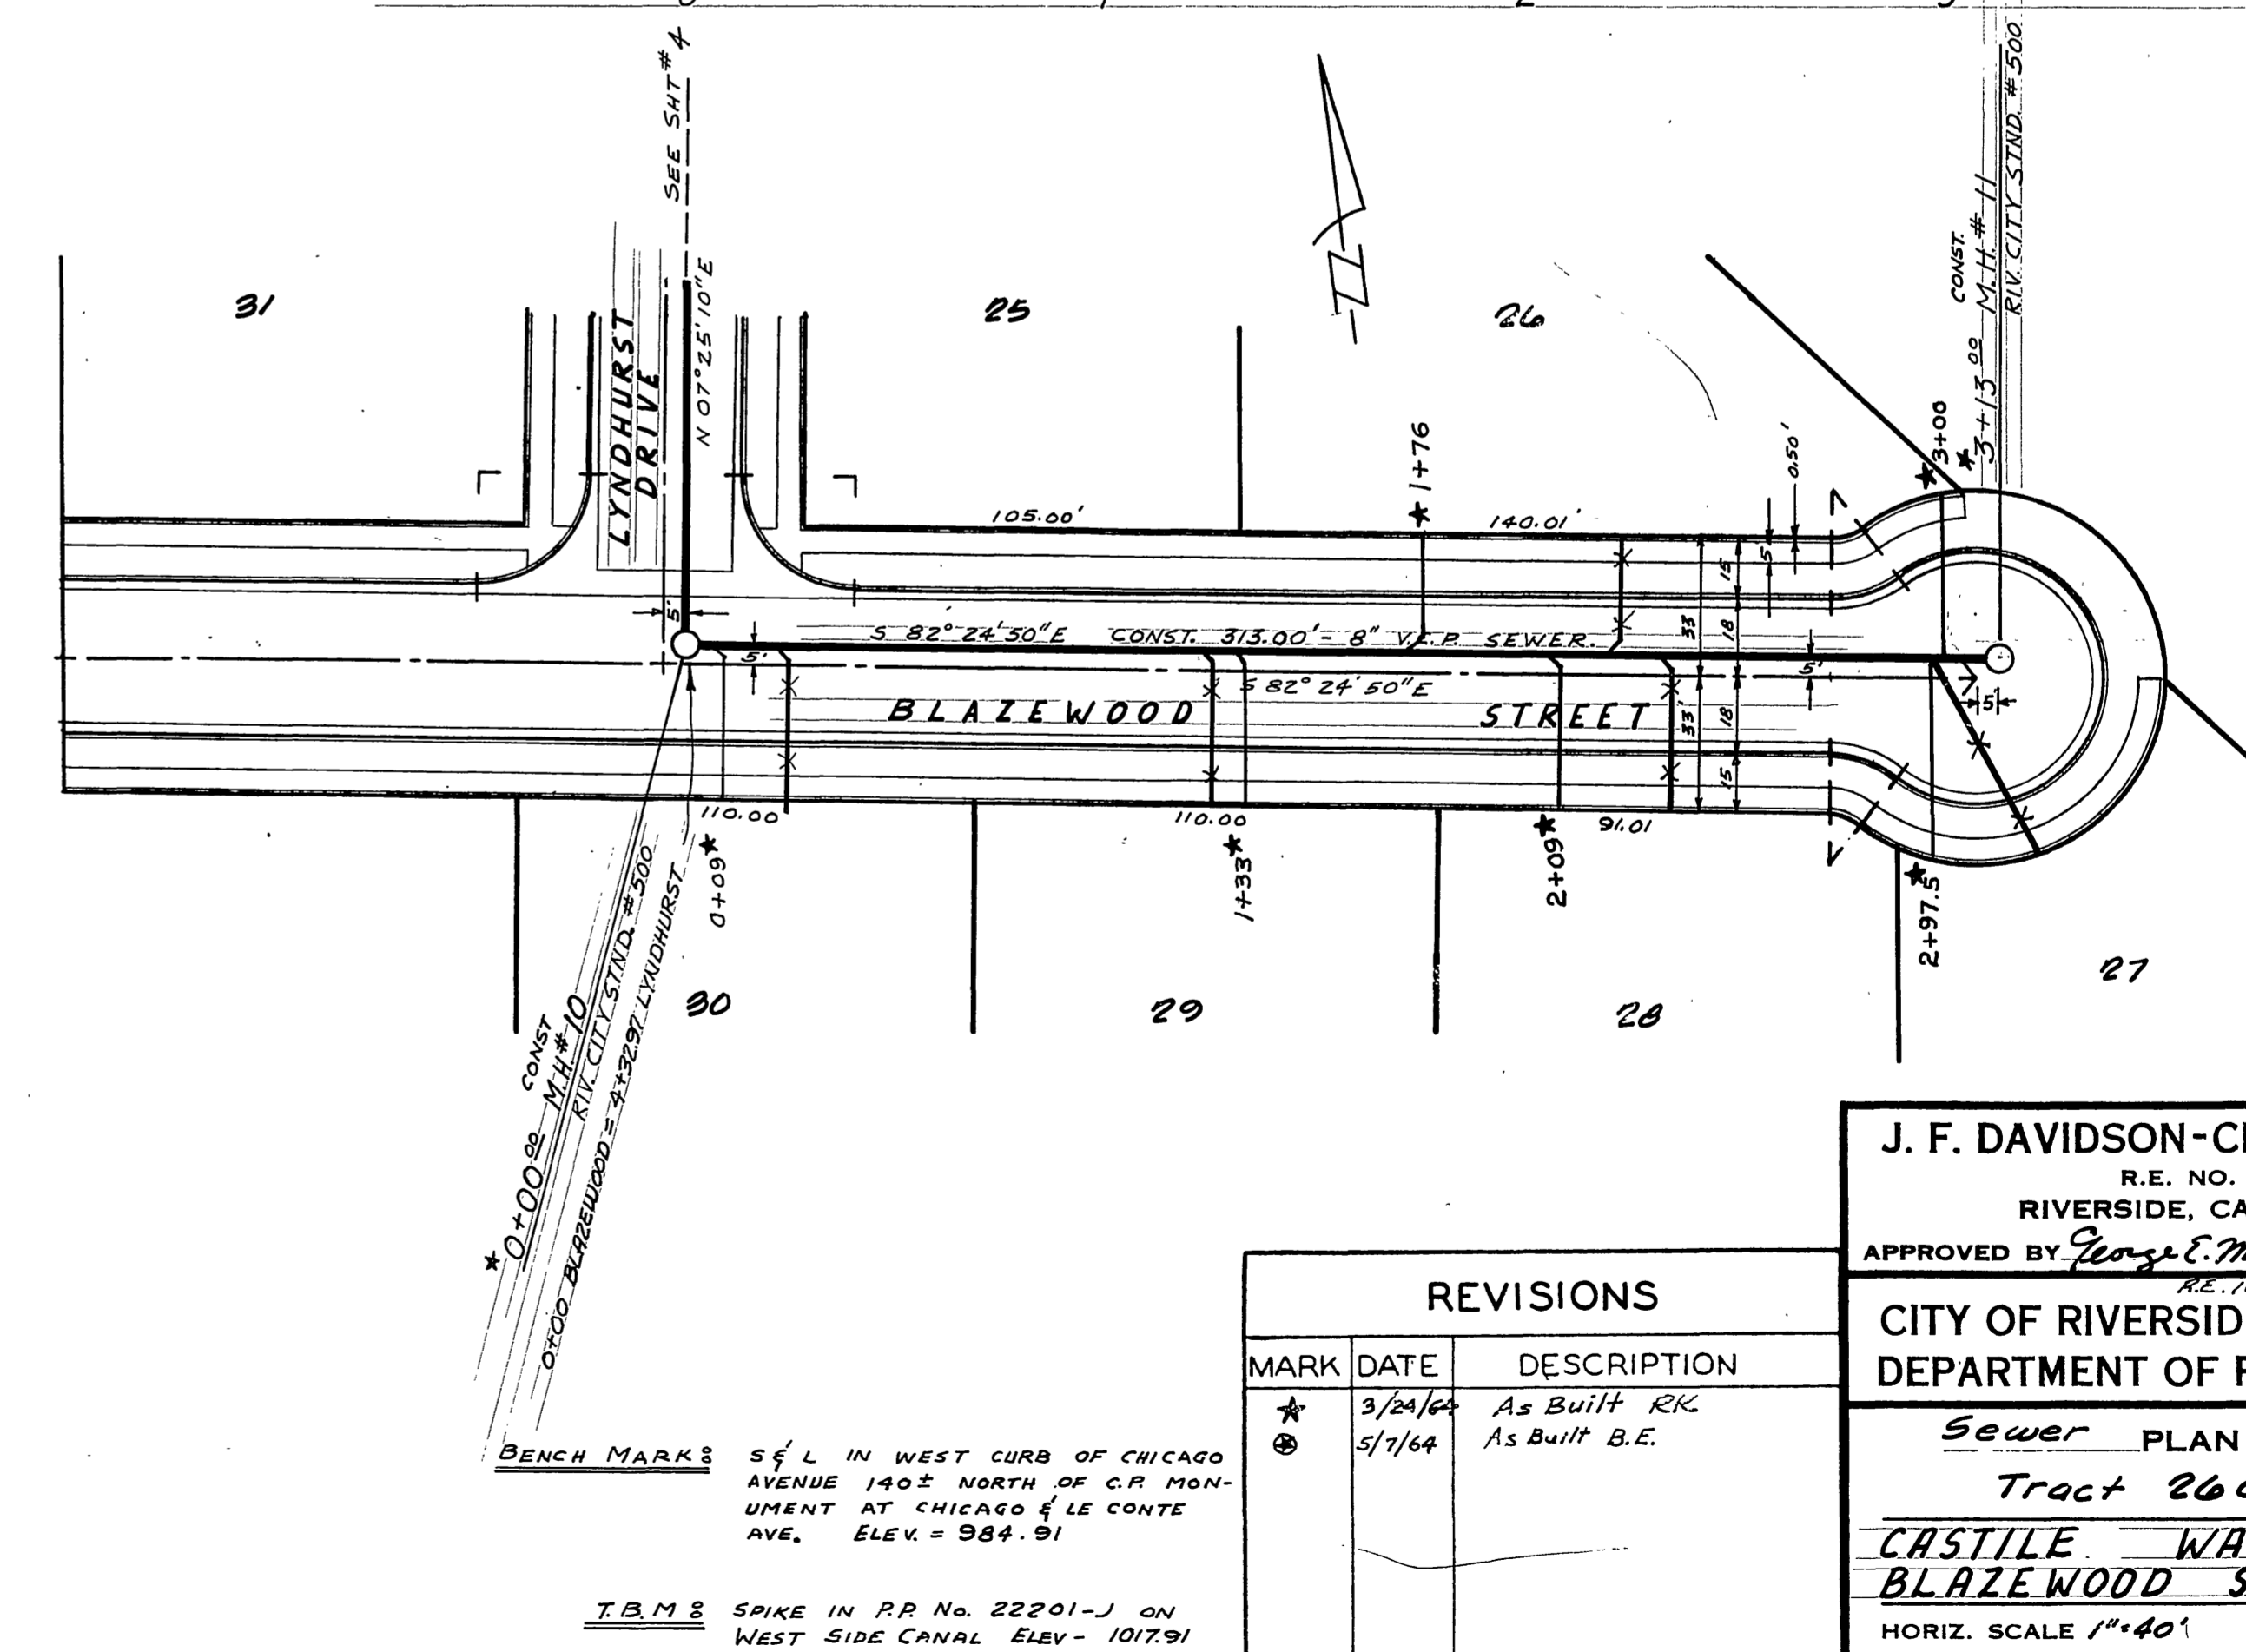 SEE SHT # 4
RIV. CITY STND. # 500
CONST.
* 3+13 00 M.H. # 11
31
25
26
LYNDHURST
DRIVE
N 07° 25' 10" E
★ 1+76
0.50'
★ 3+00
105.00'
140.01'
5
15
5'
S 82° 24' 50" E CONST. 313.00' - 8" V.C.P. SEWER.
33
18
5'
5'
S 82° 24' 50" E
5
BLAZEWOOD STREET
33'
18
15
110.00
110.00
91.01
0+09 ★
1+33 ★
2+09 ★
2+97.5 ★
30
29
28
27
CONST
* 0+00 00 M.H. # 10
RIV. CITY STND. # 500
0+00 BLAZEWOOD = 4+32.97 LYNDHURST
J. F. DAVIDSON-
R.E. NO.
RIVERSIDE,
APPROVED BY George E.
R.E.
CITY OF
DEPARTMENT OF
Sewer PLAN
Tract
CASTILE
BLAZEWOOD
HORIZ. SCALE 1"=40'
REVISIONS
MARK DATE DESCRIPTION
★ 3/24/64 As Built RK
⍟ 5/7/64 As Built B.E.
BENCH MARK: S & L IN WEST CURB OF CHICAGO
AVENUE 140± NORTH OF C.P. MON-
UMENT AT CHICAGO & LE CONTE
AVE. ELEV. = 984.91
T.B.M: SPIKE IN P.P. No. 22201-J ON
WEST SIDE CANAL ELEV - 1017.91